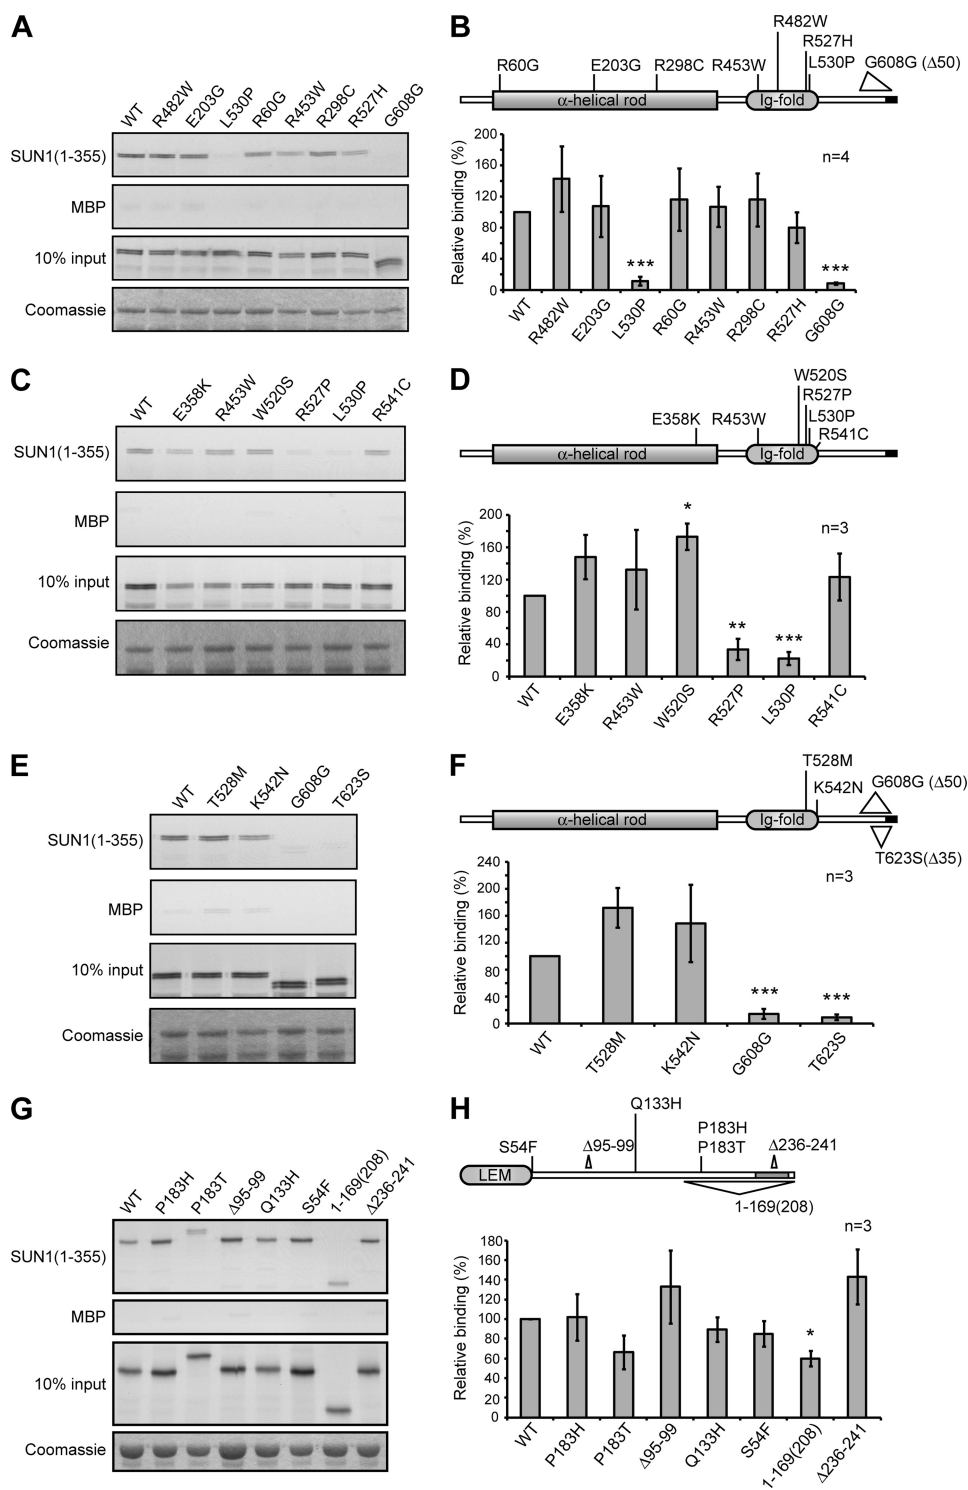 A
WT R482W E203G L530P R60G R453W R298C R527H G608G
SUN1(1-355)
MBP
10% input
Coomassie
B
R482W
R527H
R60G E203G R298C R453W L530P G608G (Δ50)
α-helical rod Ig-fold
Relative binding (%)
200
160
120
80
40
0
n=4
*** ***
WT R482W E203G L530P R60G R453W R298C R527H G608G
C
WT E358K R453W W520S R527P L530P R541C
SUN1(1-355)
MBP
10% input
Coomassie
D
W520S
R527P
E358K R453W L530P
R541C
α-helical rod Ig-fold
Relative binding (%)
200
160
120
80
40
0
n=3
* ** ***
WT E358K R453W W520S R527P L530P R541C
E
WT T528M K542N G608G T623S
SUN1(1-355)
MBP
10% input
Coomassie
F
T528M
K542N G608G (Δ50)
α-helical rod Ig-fold
T623S(Δ35)
Relative binding (%)
240
200
160
120
80
40
0
n=3
*** ***
WT T528M K542N G608G T623S
G
WT P183H P183T Δ95-99 Q133H S54F 1-169(208) Δ236-241
SUN1(1-355)
MBP
10% input
Coomassie
H
Q133H
P183H
S54F Δ95-99 P183T Δ236-241
LEM
1-169(208)
Relative binding (%)
180
160
140
120
100
80
60
40
20
0
n=3
*
WT P183H P183T Δ95-99 Q133H S54F 1-169(208) Δ236-241